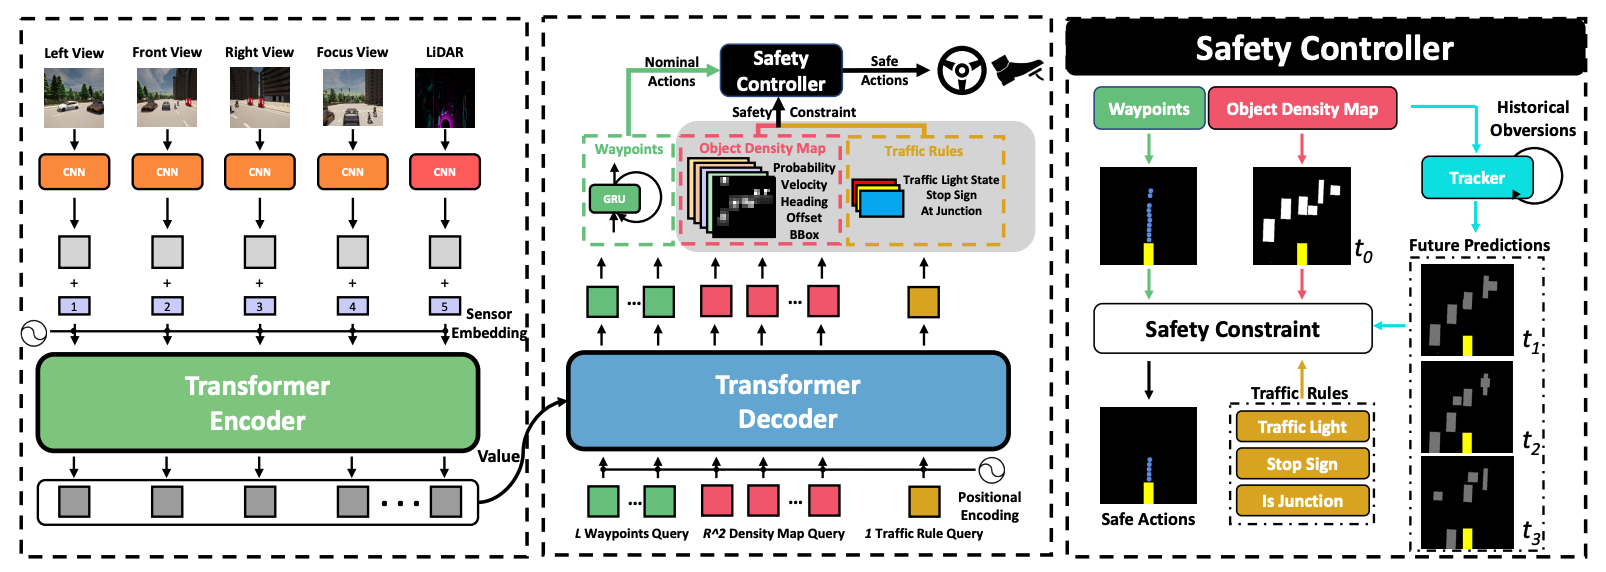 Left View
Front View
Right View
Focus View
LiDAR
CNN
CNN
CNN
CNN
CNN
+
+
+
+
+
1
2
3
4
5
Sensor
Embedding
Transformer
Encoder
Value
Nominal
Actions
Safety
Controller
Safe
Actions
Safety Constraint
Waypoints
GRU
Object Density Map
Probability
Velocity
Heading
Offset
BBox
Traffic Rules
Traffic Light State
Stop Sign
At Junction
...
...
Transformer
Decoder
...
...
Positional
Encoding
L Waypoints Query
R^2 Density Map Query
1 Traffic Rule Query
Safety Controller
Waypoints
Object Density Map
Historical
Obversions
Tracker
t0
Future Predictions
Safety Constraint
t1
t2
t3
Traffic Rules
Traffic Light
Stop Sign
Is Junction
Safe Actions